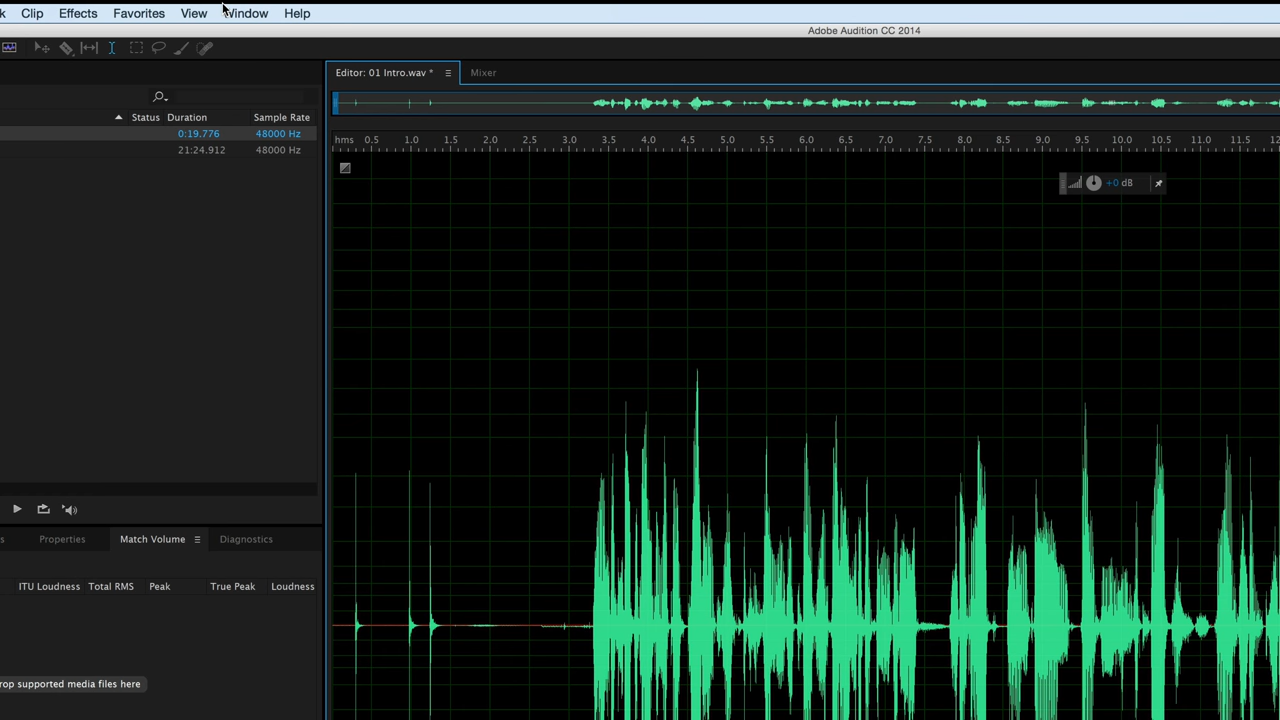 k Clip Effects Favorites View Window Help
Adobe Audition CC 2014
Editor: 01 Intro.wav * Mixer
Status Duration Sample Rate
0:19.776 48000 Hz
21:24.912 48000 Hz
hms 0.5 1.0 1.5 2.0 2.5 3.0 3.5 4.0 4.5 5.0 5.5 6.0 6.5 7.0 7.5 8.0 8.5 9.0 9.5 10.0 10.5 11.0 11.5 12
+0 dB
s Properties Match Volume Diagnostics
ITU Loudness Total RMS Peak True Peak Loudness
rop supported media files here